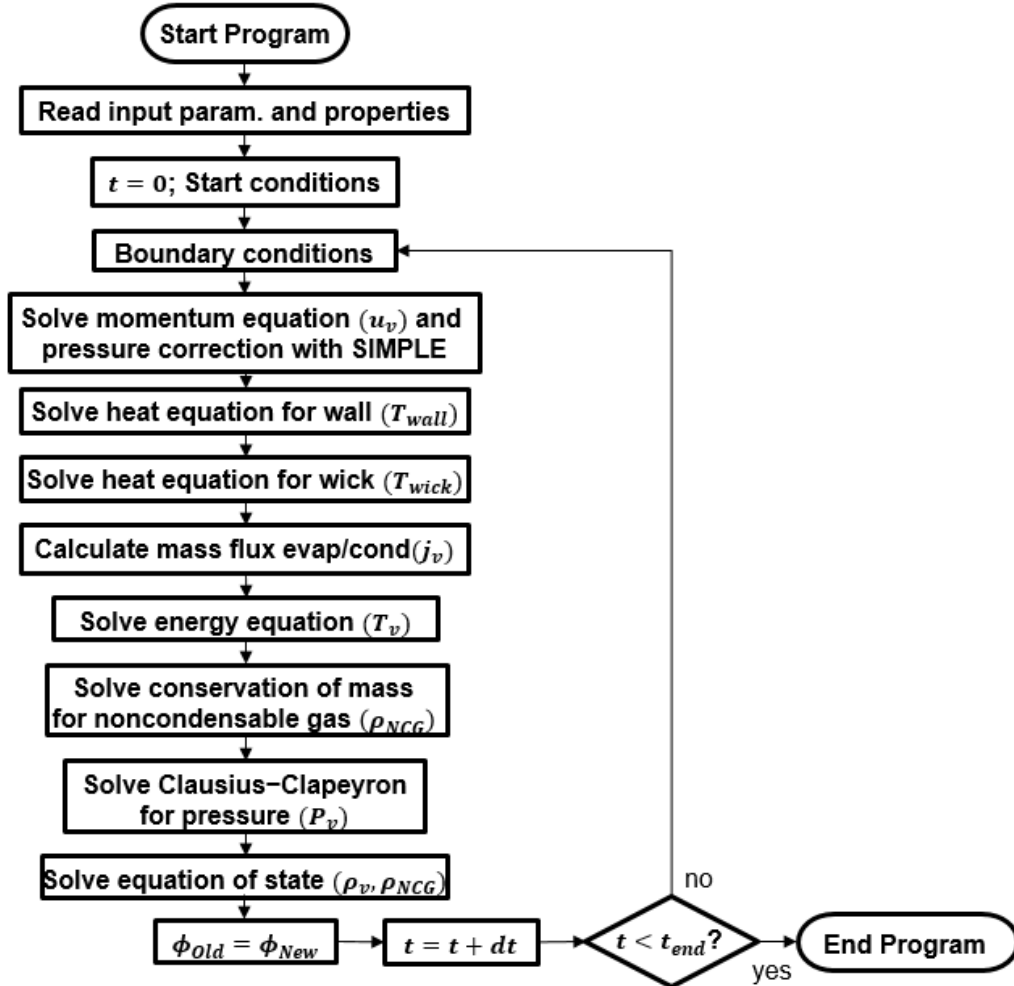 Start Program
Read input param. and properties
t = 0; Start conditions
Boundary conditions
Solve momentum equation (u_v) and
pressure correction with SIMPLE
Solve heat equation for wall (T_wall)
Solve heat equation for wick (T_wick)
Calculate mass flux evap/cond(j_v)
Solve energy equation (T_v)
Solve conservation of mass
for noncondensable gas (ρ_NCG)
Solve Clausius−Clapeyron
for pressure (P_v)
Solve equation of state (ρ_v, ρ_NCG)
ϕ_Old = ϕ_New
t = t + dt
t < t_end?
no
yes
End Program